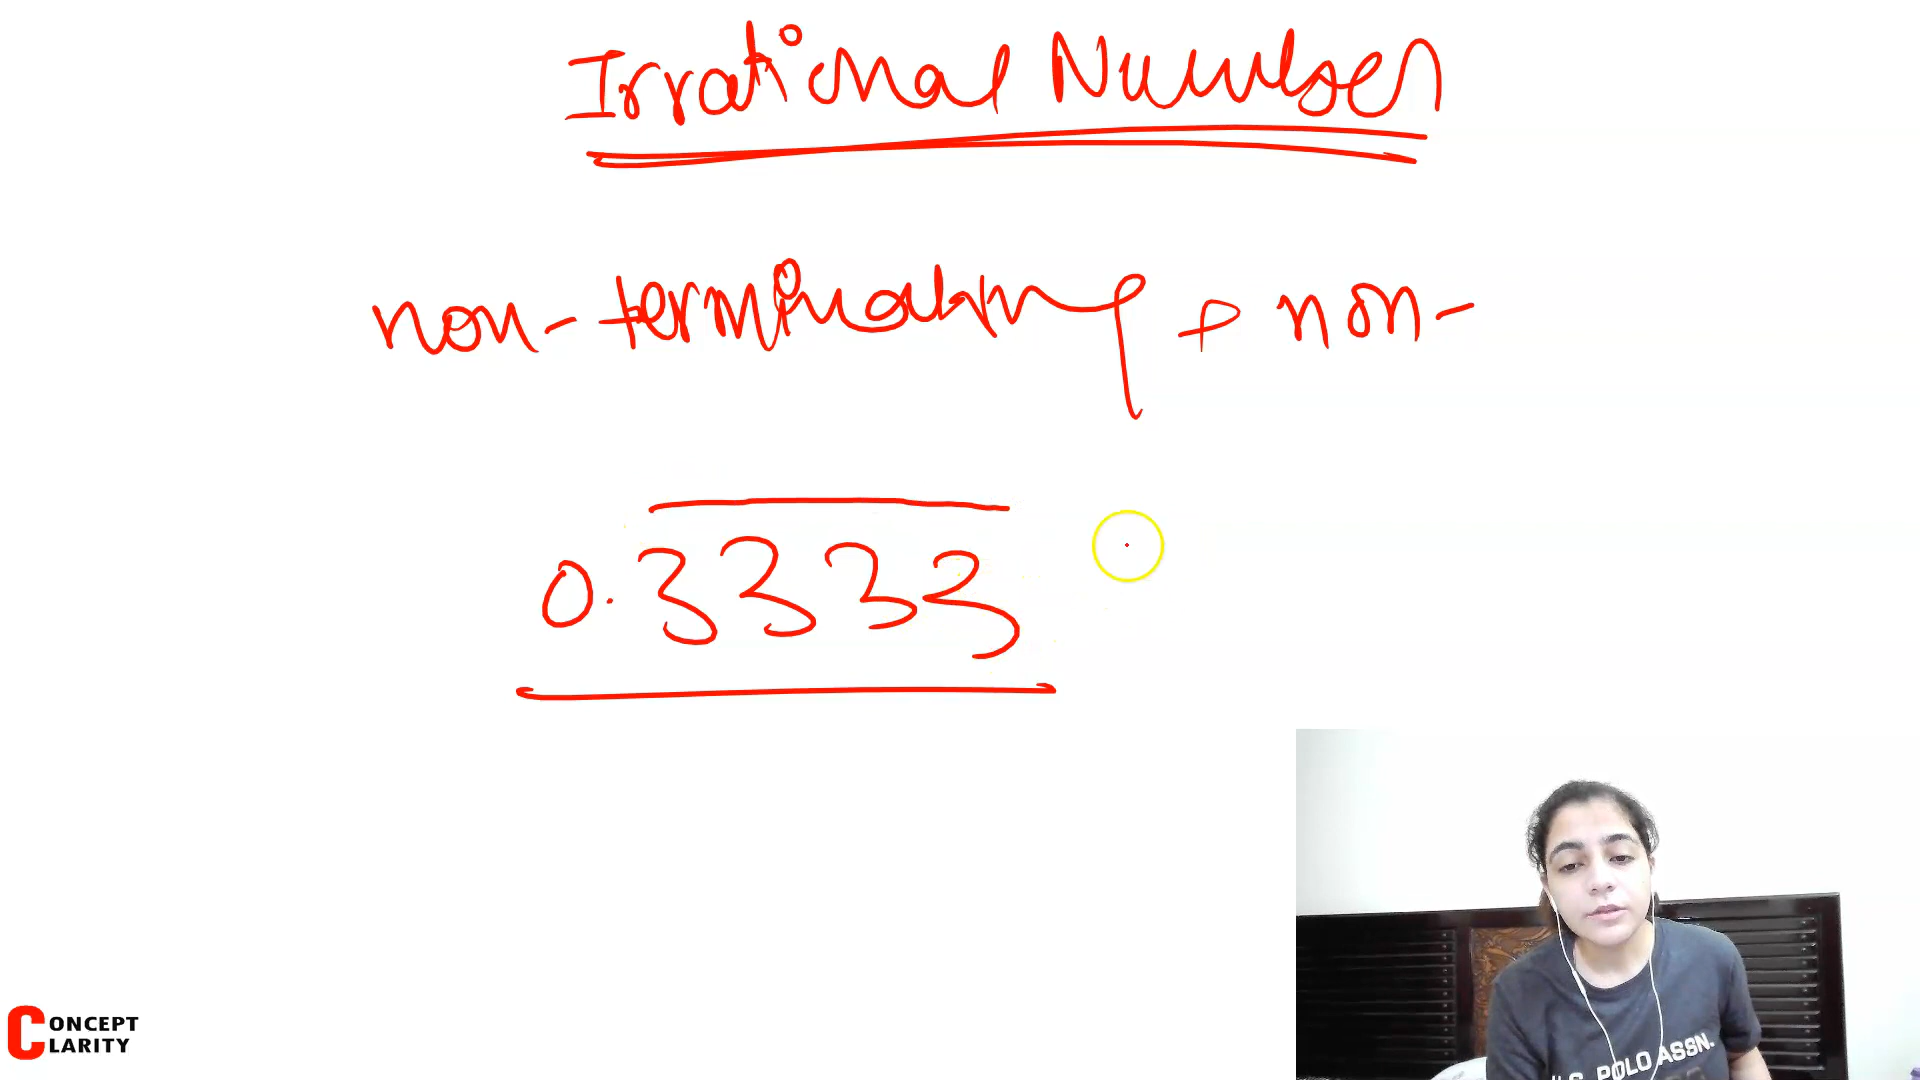 Irrational Number
non-terminating + non-
0.3333
CONCEPT
CLARITY
U.S. POLO ASSN.